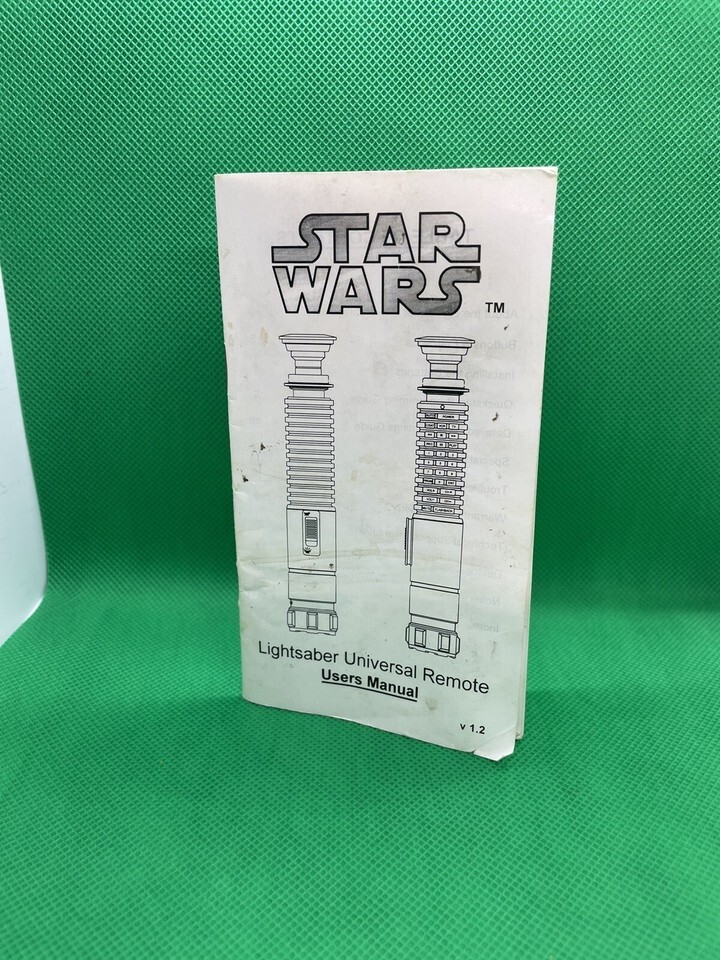 STAR
WARS TM
Lightsaber Universal Remote
Users Manual
v 1.2